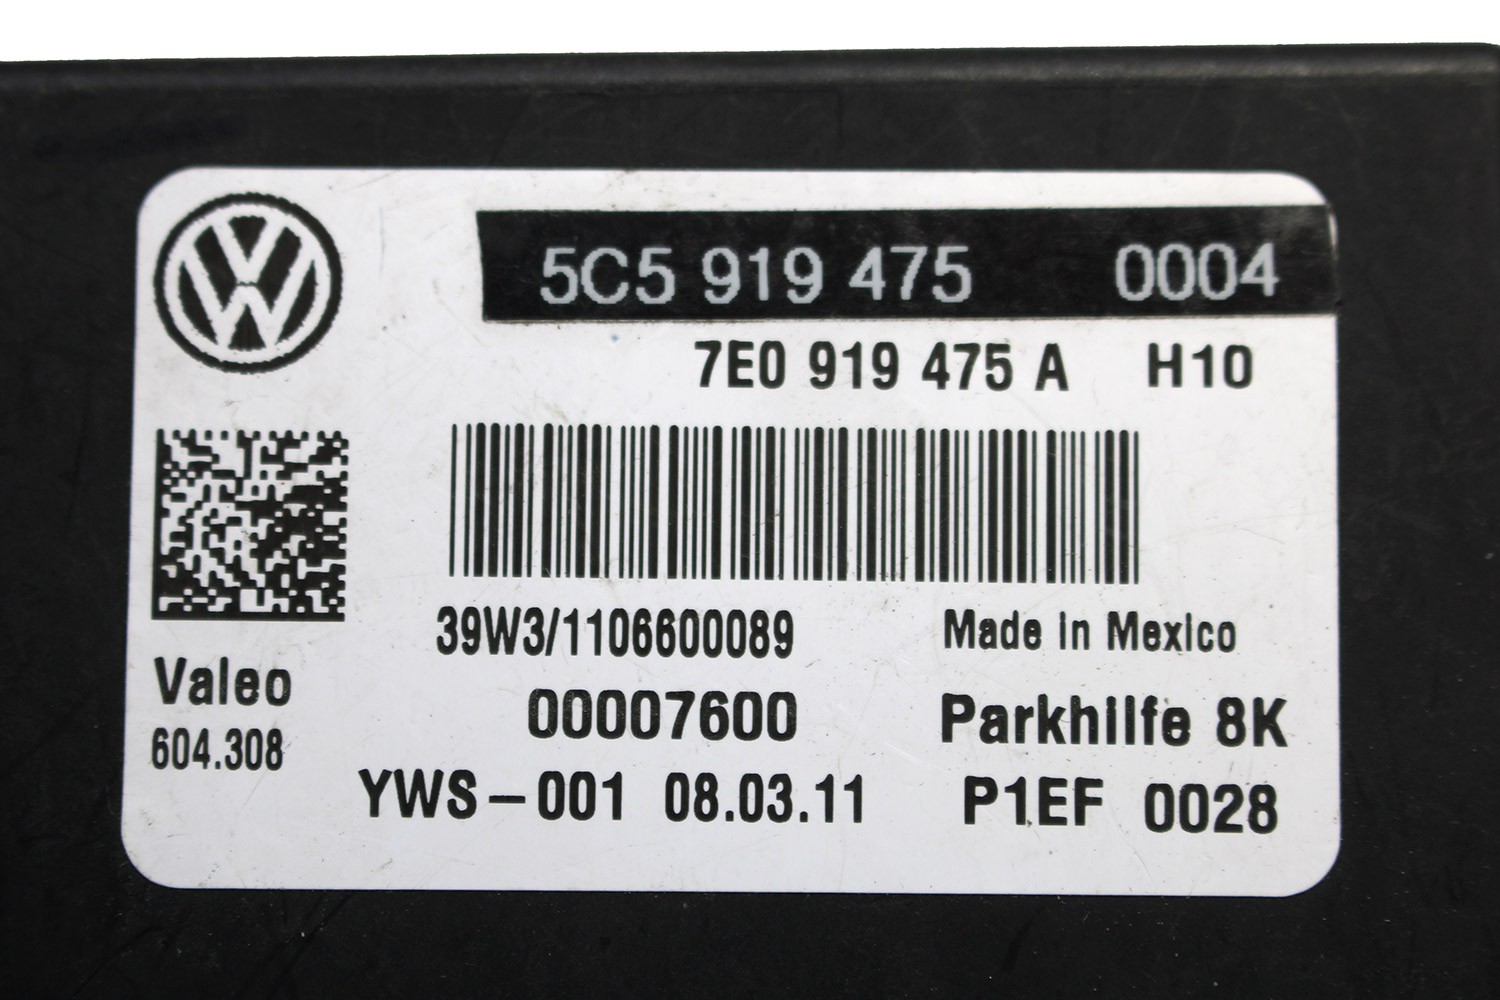 5C5 919 475 0004
7E0 919 475 A H10
39W3/1106600089 Made in Mexico
Valeo 00007600 Parkhilfe 8K
604.308
YWS-001 08.03.11 P1EF 0028